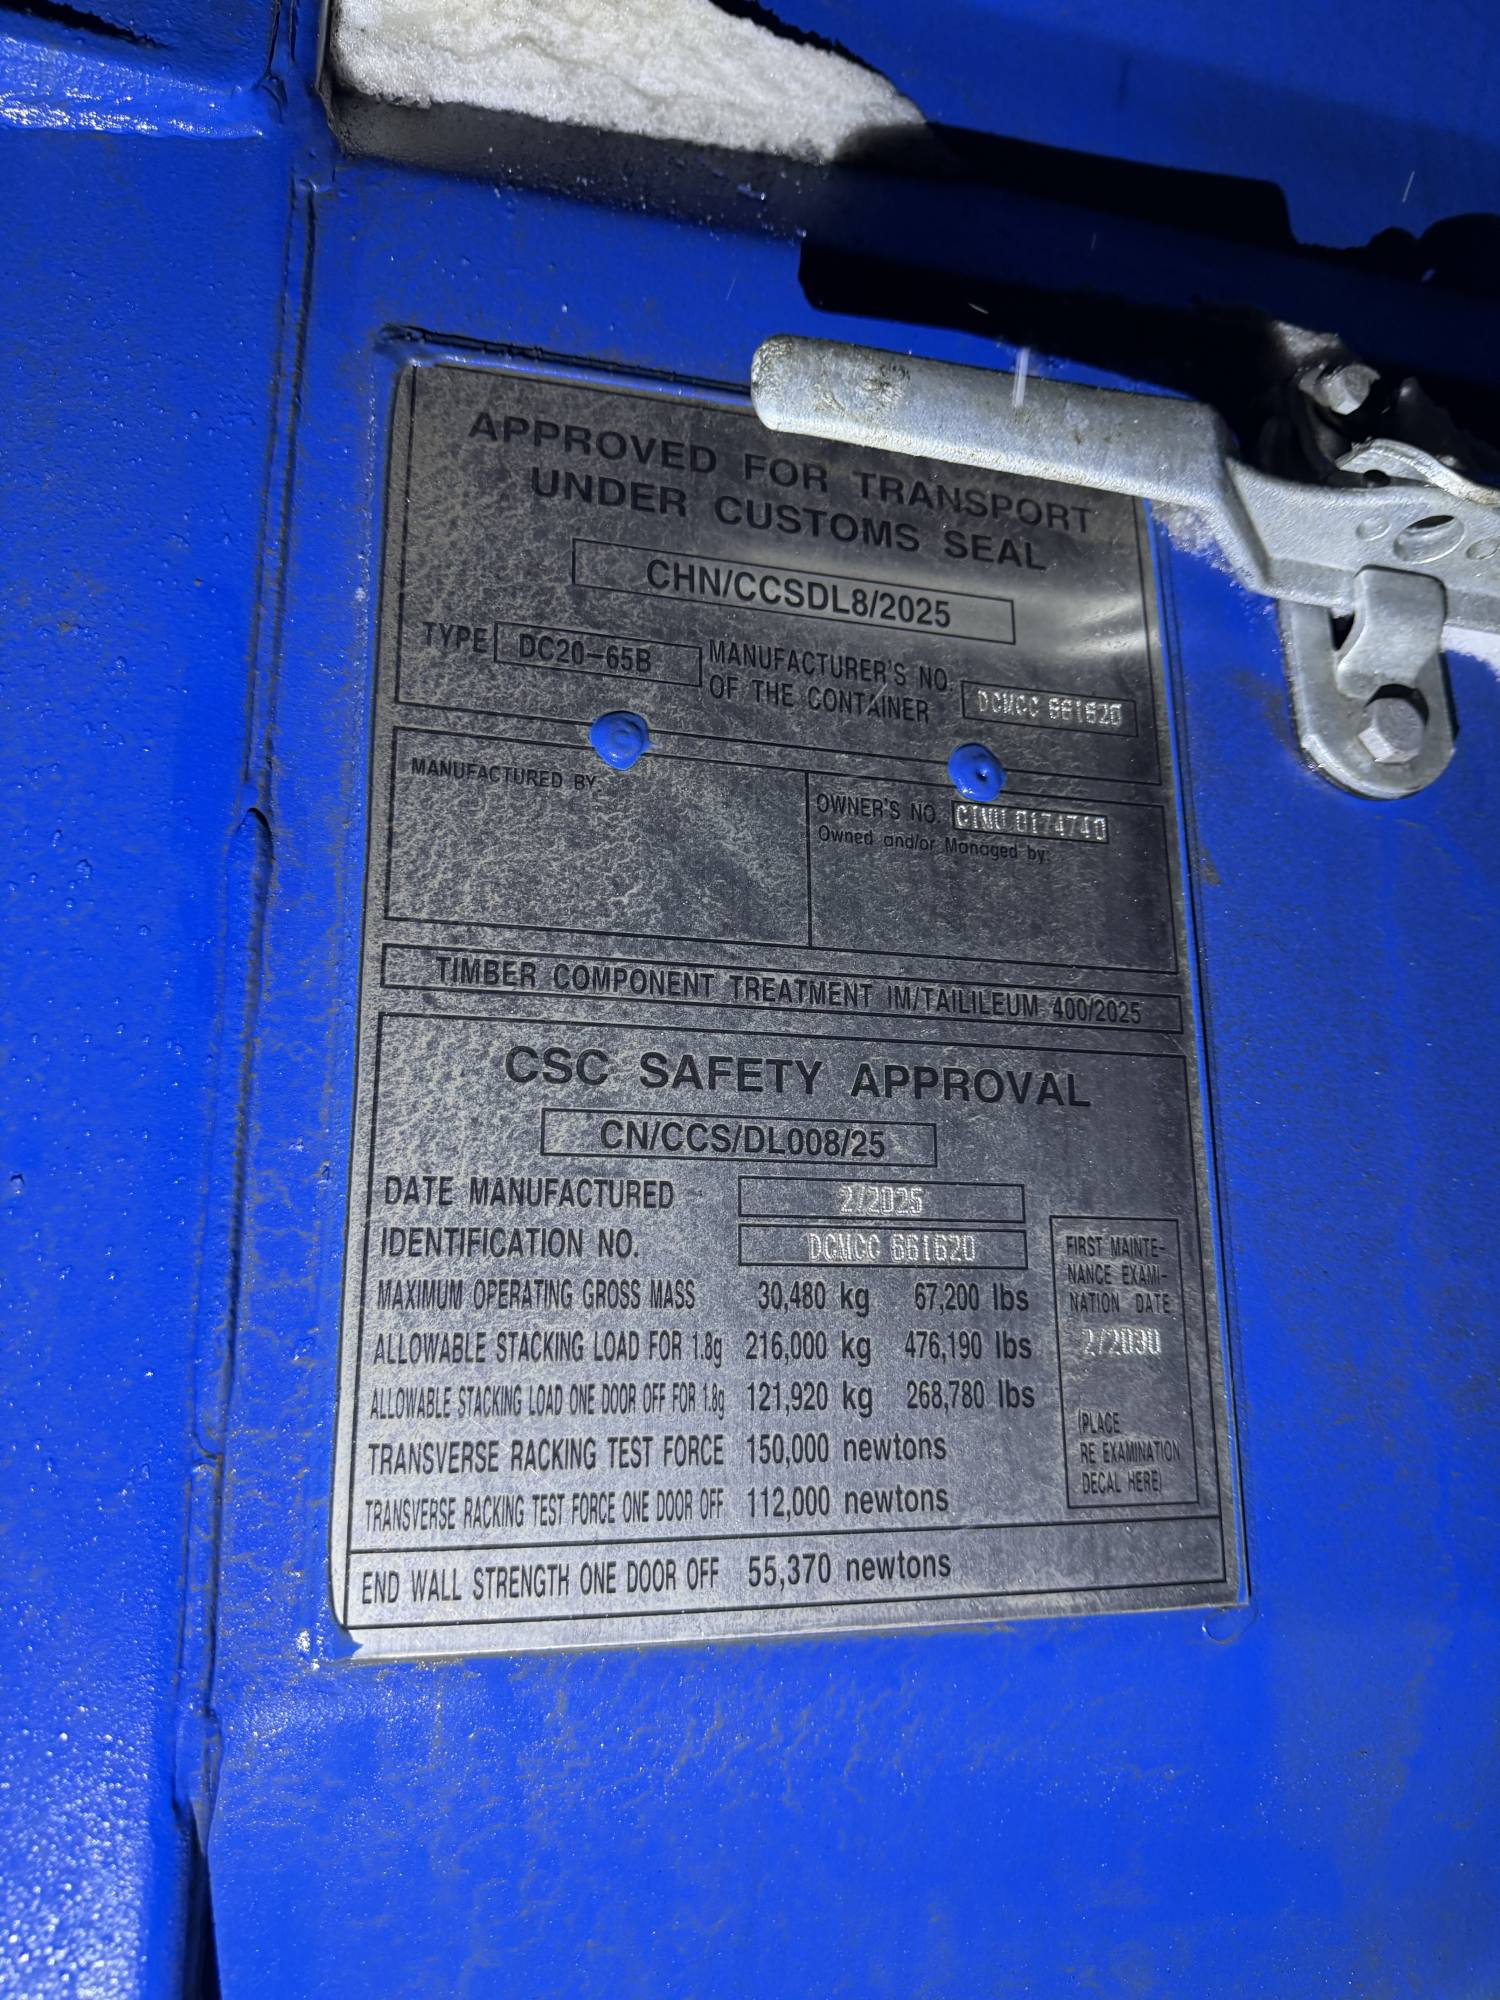 APPROVED FOR TRANSPORT
UNDER CUSTOMS SEAL
CHN/CCSDL8/2025
TYPE DC20-65B
MANUFACTURER'S NO.
OF THE CONTAINER
DCMCC 661620
MANUFACTURED BY:
OWNER'S NO. 0174740
Owned and/or Managed by:
TIMBER COMPONENT TREATMENT IM/TAILILEUM 400/2025
CSC SAFETY APPROVAL
CN/CCS/DL008/25
DATE MANUFACTURED 2/2025
IDENTIFICATION NO. DCMCC 661620
MAXIMUM OPERATING GROSS MASS 30,480 kg 67,200 lbs
ALLOWABLE STACKING LOAD FOR 1.8g 216,000 kg 476,190 lbs
ALLOWABLE STACKING LOAD ONE DOOR OFF FOR 1.8g 121,920 kg 268,780 lbs
TRANSVERSE RACKING TEST FORCE 150,000 newtons
TRANSVERSE RACKING TEST FORCE ONE DOOR OFF 112,000 newtons
FIRST MAINTE-
NANCE EXAMI-
NATION DATE
2/2030
(PLACE
RE EXAMINATION
DECAL HERE)
END WALL STRENGTH ONE DOOR OFF 55,370 newtons